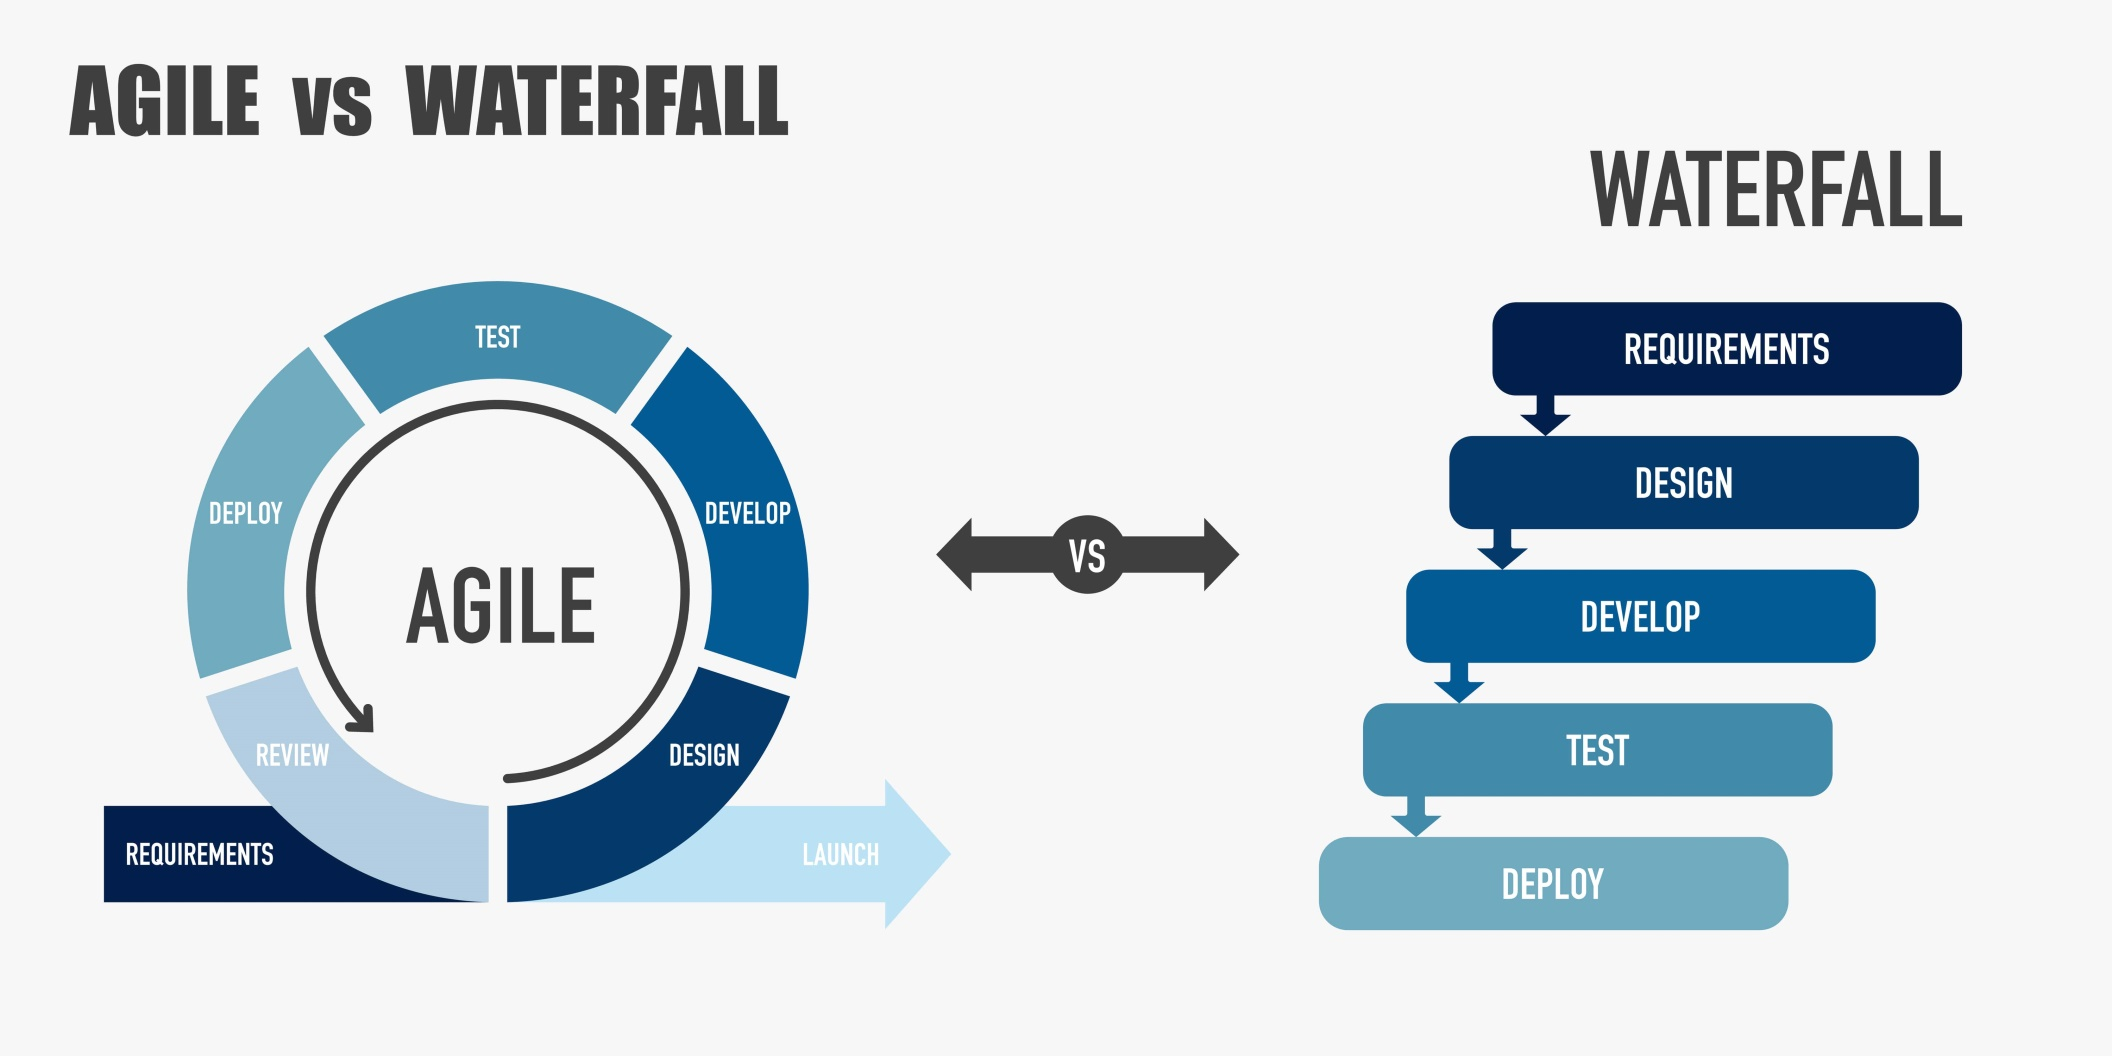 AGILE vs WATERFALL
WATERFALL
TEST
DEPLOY
DEVELOP
AGILE
REVIEW
DESIGN
REQUIREMENTS
LAUNCH
VS
REQUIREMENTS
DESIGN
DEVELOP
TEST
DEPLOY